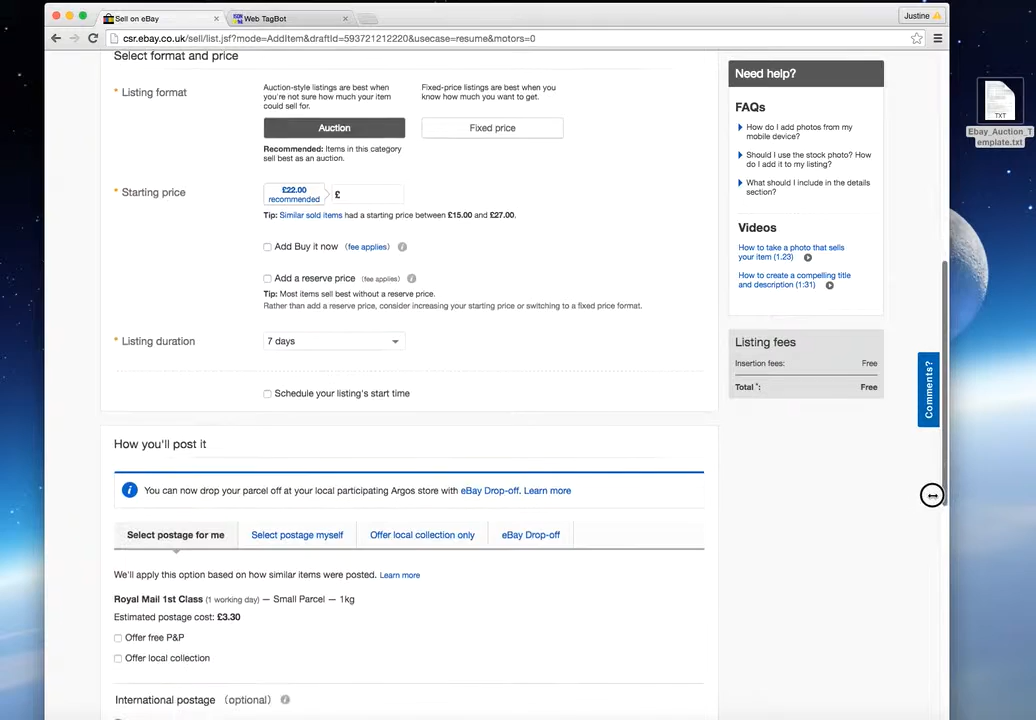 Sell on eBay
Web TagBot
Justine
csr.ebay.co.uk/sell/list.jsf?mode=AddItem&draftId=593721212220&usecase=resume&motors=0
Select format and price
* Listing format
Auction-style listings are best when
you're not sure how much your item
could sell for.
Fixed-price listings are best when you
know how much you want to get.
Auction
Fixed price
Recommended: Items in this category
sell best as an auction.
* Starting price
£22.00
recommended
£
Tip: Similar sold items had a starting price between £15.00 and £27.00.
Add Buy it now (fee applies) i
Add a reserve price (fee applies) i
Tip: Most items sell best without a reserve price.
Rather than add a reserve price, consider increasing your starting price or switching to a fixed price format.
* Listing duration
7 days
Schedule your listing's start time
How you'll post it
i You can now drop your parcel off at your local participating Argos store with eBay Drop-off. Learn more
Select postage for me
Select postage myself
Offer local collection only
eBay Drop-off
We'll apply this option based on how similar items were posted. Learn more
Royal Mail 1st Class (1 working day) — Small Parcel — 1kg
Estimated postage cost: £3.30
Offer free P&P
Offer local collection
International postage (optional) i
Need help?
FAQs
How do I add photos from my
mobile device?
Should I use the stock photo? How
do I add it to my listing?
What should I include in the details
section?
Videos
How to take a photo that sells
your item (1.23)
How to create a compelling title
and description (1:31)
Listing fees
Insertion fees: Free
Total *: Free
Comments?
TXT
Ebay_Auction_T
emplate.txt